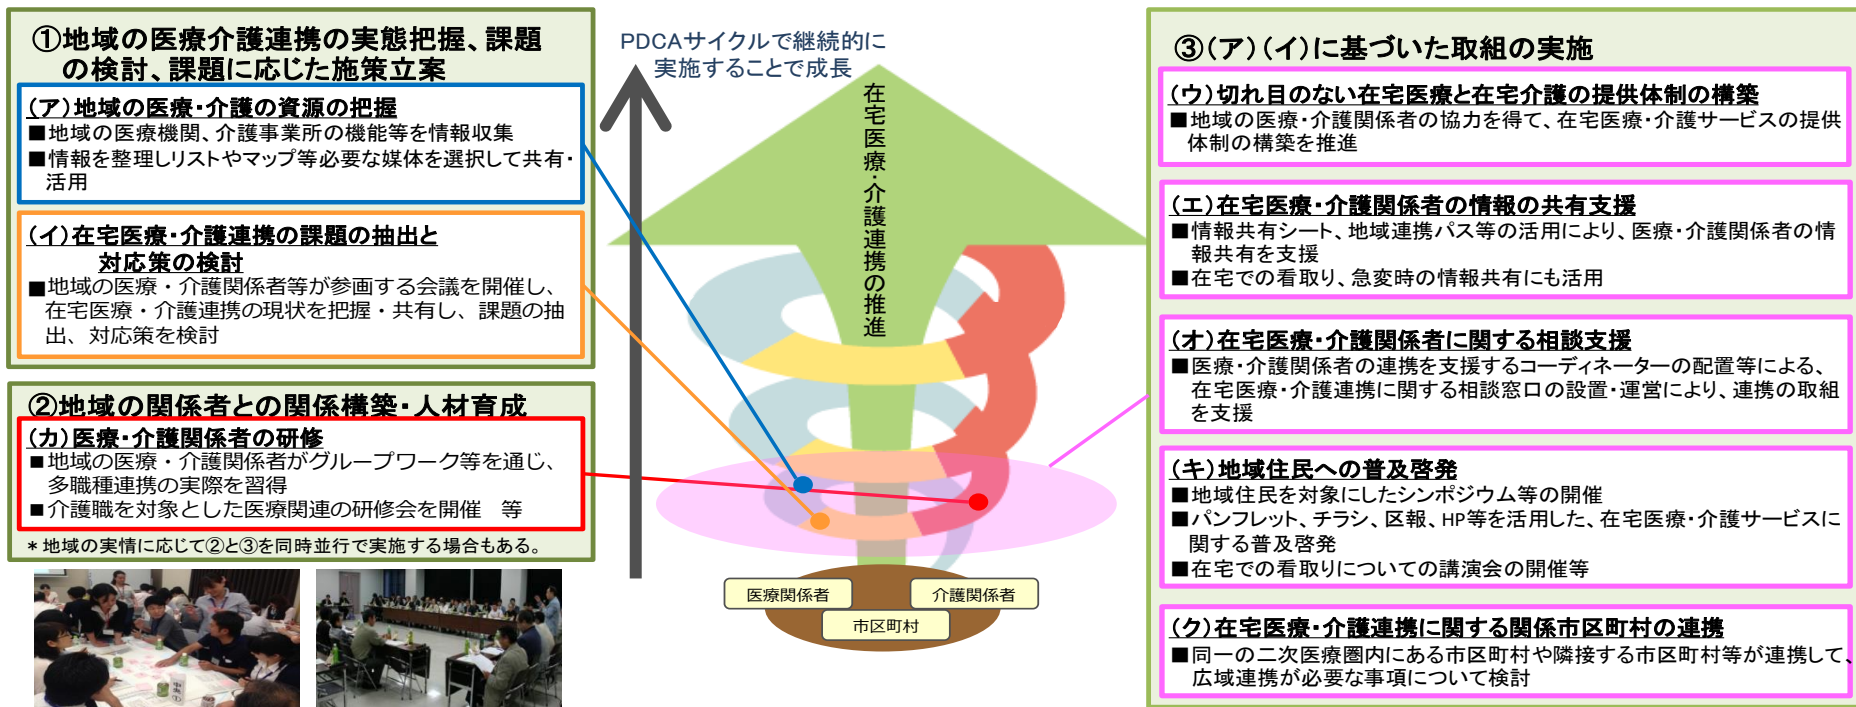 ①地域の医療介護連携の実態把握、課題
の検討、課題に応じた施策立案
(ア)地域の医療・介護の資源の把握
■地域の医療機関、介護事業所の機能等を情報収集
■情報を整理しリストやマップ等必要な媒体を選択して共有・
活用
(イ)在宅医療・介護連携の課題の抽出と
対応策の検討
■地域の医療・介護関係者等が参画する会議を開催し、
在宅医療・介護連携の現状を把握・共有し、課題の抽
出、対応策を検討
②地域の関係者との関係構築・人材育成
(カ)医療・介護関係者の研修
■地域の医療・介護関係者がグループワーク等を通じ、
多職種連携の実際を習得
■介護職を対象とした医療関連の研修会を開催 等
*地域の実情に応じて②と③を同時並行で実施する場合もある。
PDCAサイクルで継続的に
実施することで成長
在宅医療・介護連携の推進
医療関係者
介護関係者
市区町村
③(ア)(イ)に基づいた取組の実施
(ウ)切れ目のない在宅医療と在宅介護の提供体制の構築
■地域の医療・介護関係者の協力を得て、在宅医療・介護サービスの提供
体制の構築を推進
(エ)在宅医療・介護関係者の情報の共有支援
■情報共有シート、地域連携パス等の活用により、医療・介護関係者の情
報共有を支援
■在宅での看取り、急変時の情報共有にも活用
(オ)在宅医療・介護関係者に関する相談支援
■医療・介護関係者の連携を支援するコーディネーターの配置等による、
在宅医療・介護連携に関する相談窓口の設置・運営により、連携の取組
を支援
(キ)地域住民への普及啓発
■地域住民を対象にしたシンポジウム等の開催
■パンフレット、チラシ、区報、HP等を活用した、在宅医療・介護サービスに
関する普及啓発
■在宅での看取りについての講演会の開催等
(ク)在宅医療・介護連携に関する関係市区町村の連携
■同一の二次医療圏内にある市区町村や隣接する市区町村等が連携して、
広域連携が必要な事項について検討